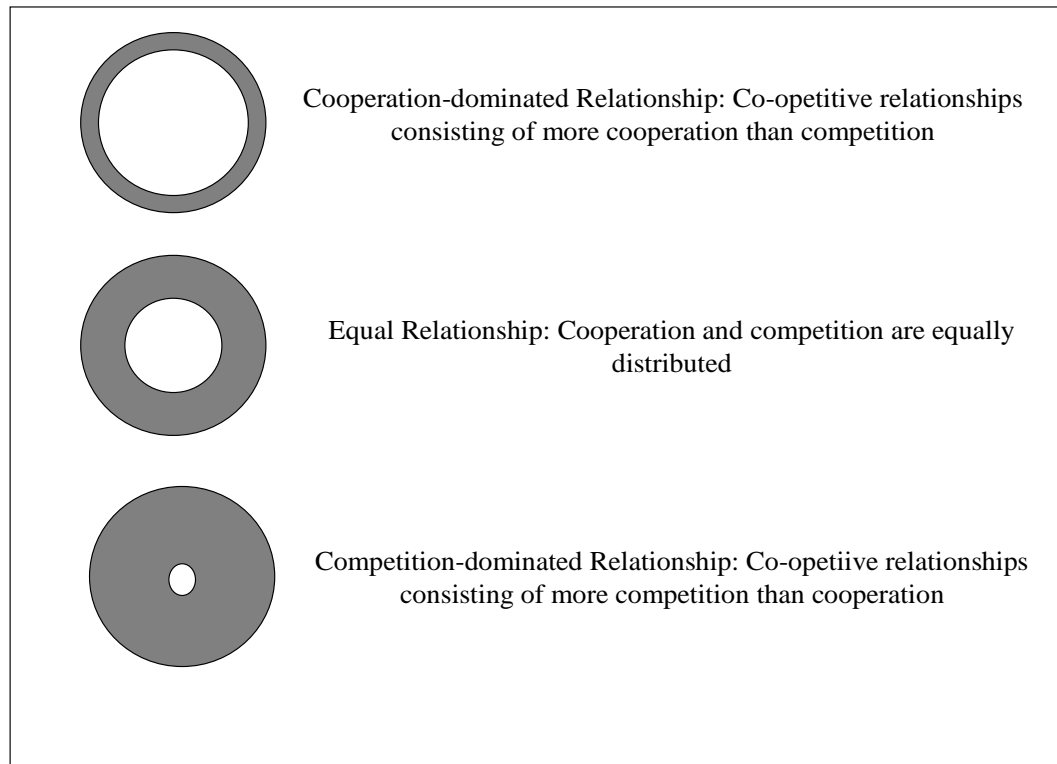 Cooperation-dominated Relationship: Co-opetitive relationships
consisting of more cooperation than competition
Equal Relationship: Cooperation and competition are equally
distributed
Competition-dominated Relationship: Co-opetiive relationships
consisting of more competition than cooperation